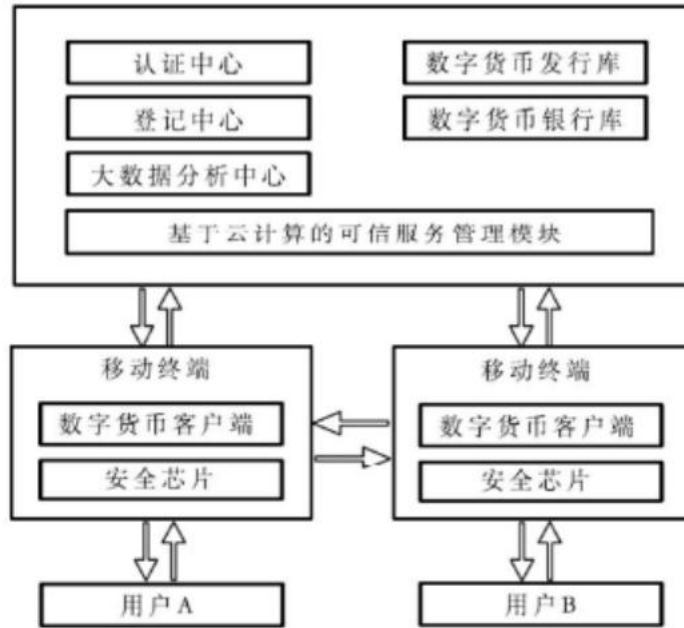 认证中心
数字货币发行库
登记中心
数字货币银行库
大数据分析中心
基于云计算的可信服务管理模块
移动终端
移动终端
数字货币客户端
数字货币客户端
安全芯片
安全芯片
用户A
用户B